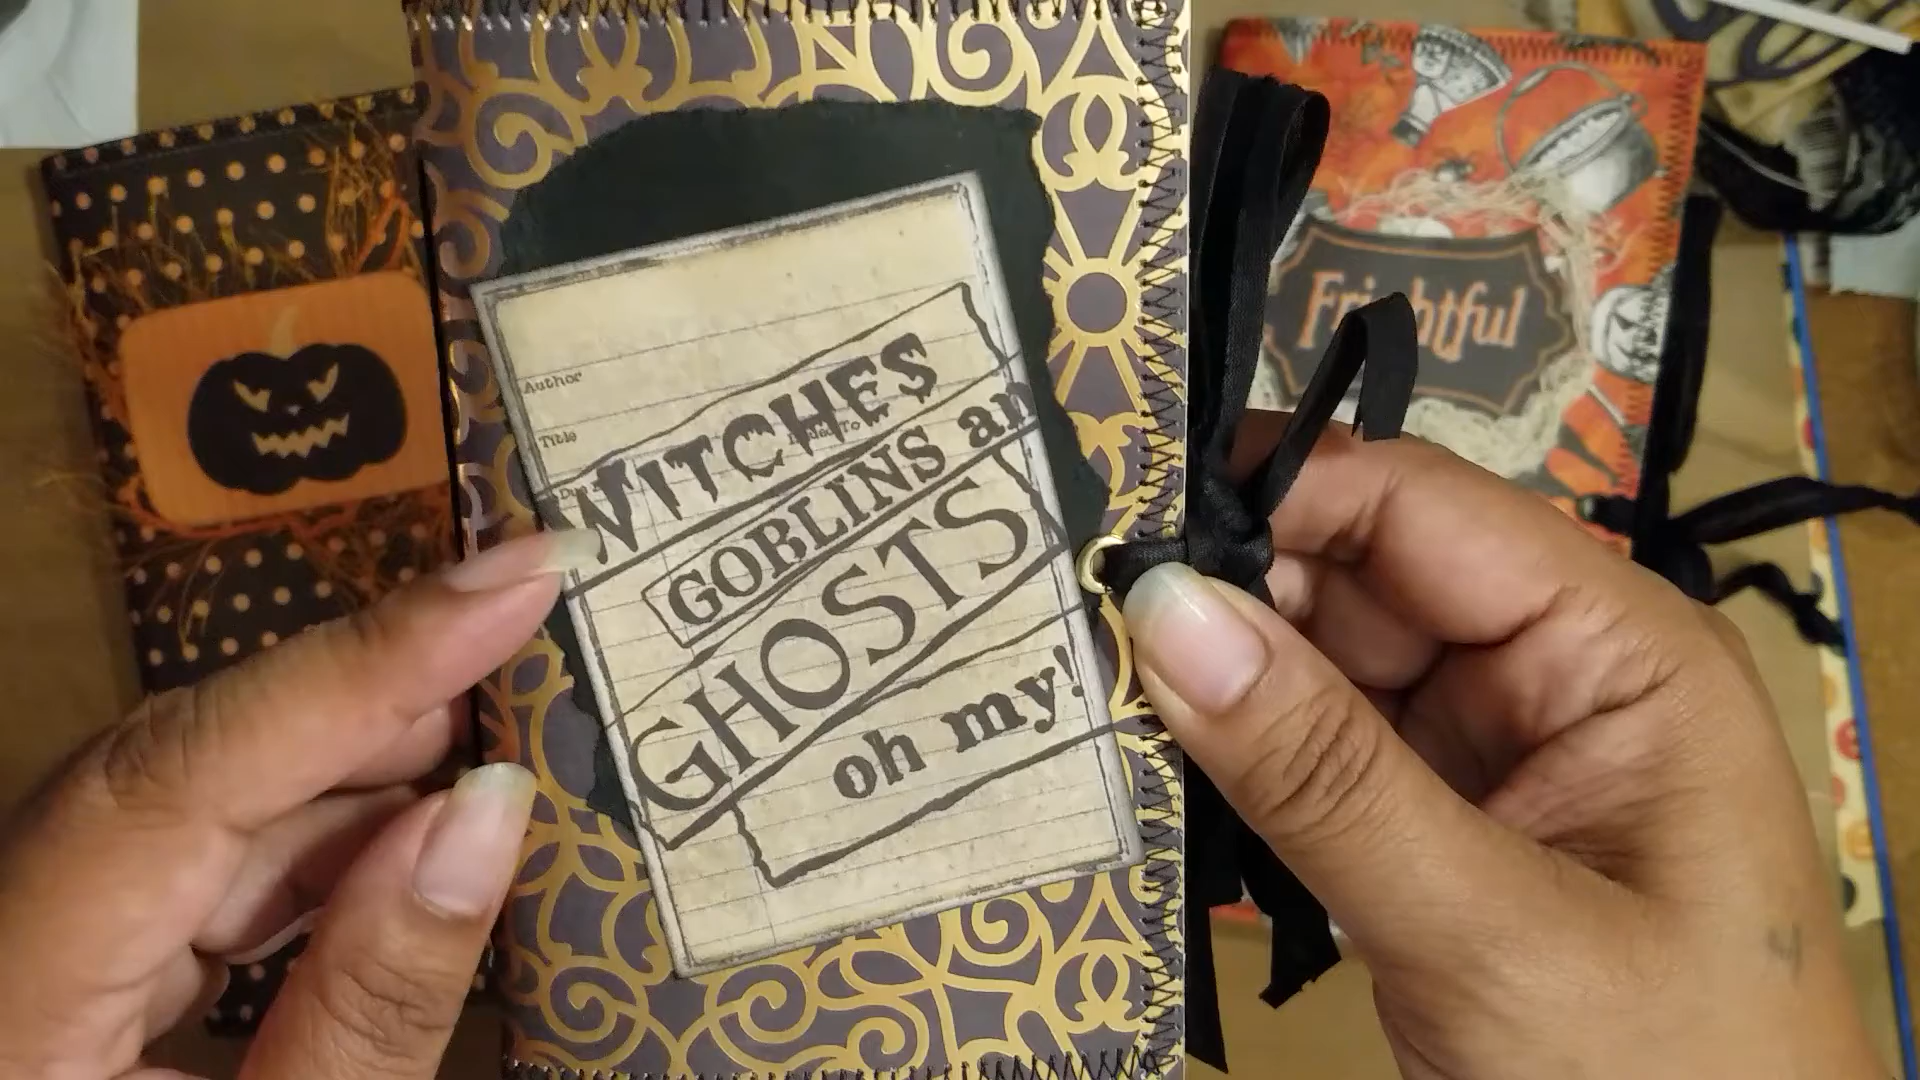 Author
Title
WITCHES
GOBLINS an
GHOSTS
oh my!
Frightful